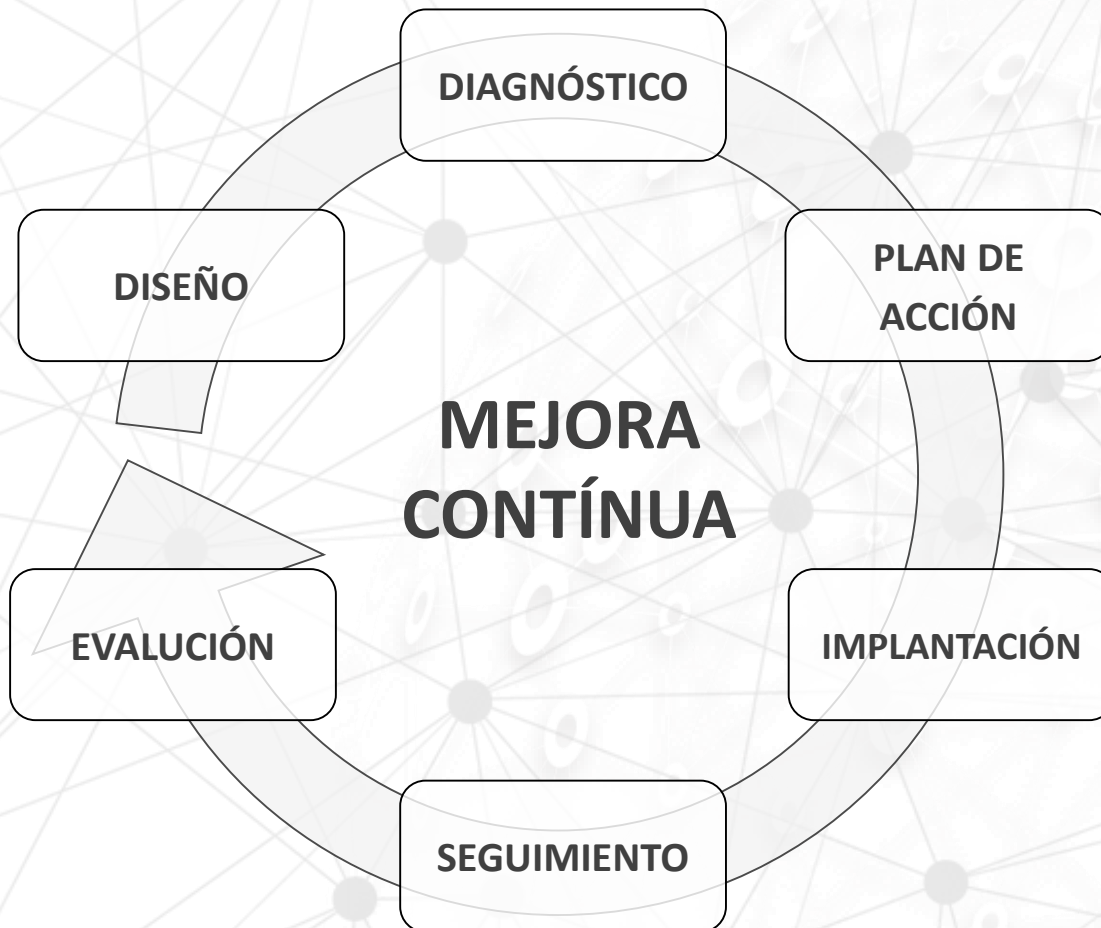 DIAGNÓSTICO
PLAN DE
ACCIÓN
IMPLANTACIÓN
SEGUIMIENTO
EVALUCIÓN
DISEÑO
MEJORA
CONTÍNUA